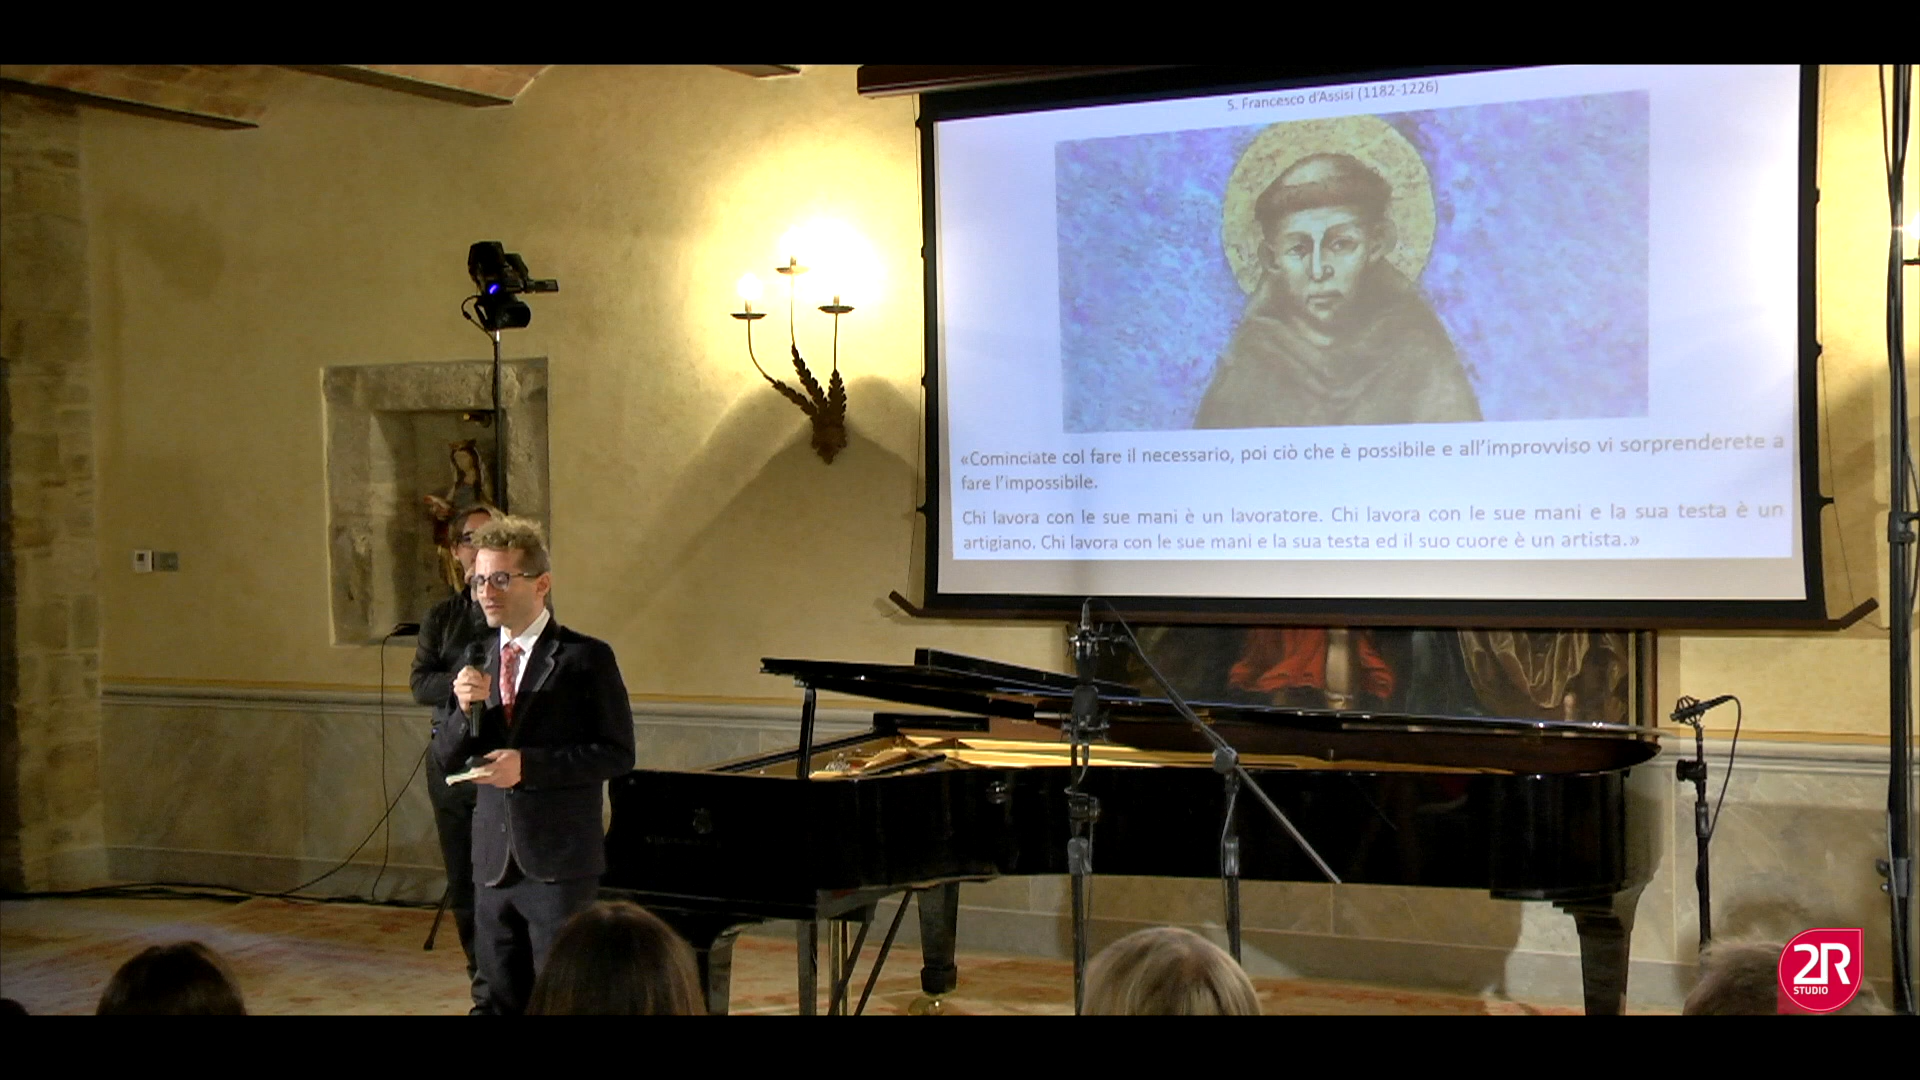 S. Francesco d'Assisi (1182-1226)
«Cominciate col fare il necessario, poi ciò che è possibile e all'improvviso vi sorprenderete a
fare l'impossibile.
Chi lavora con le sue mani è un lavoratore. Chi lavora con le sue mani e la sua testa è un
artigiano. Chi lavora con le sue mani e la sua testa ed il suo cuore è un artista.»
2R
STUDIO